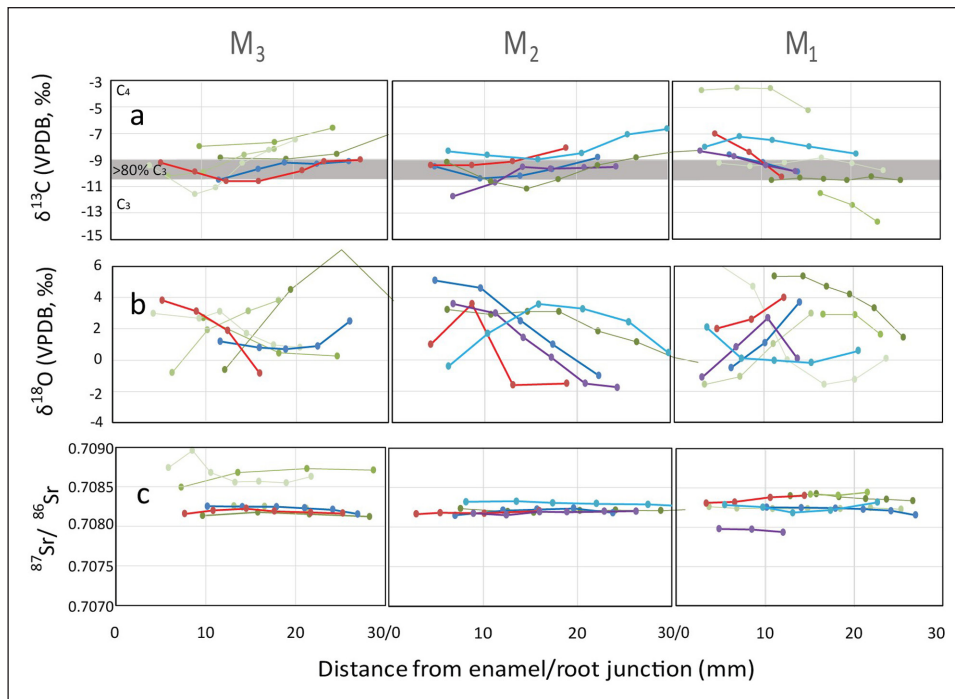 M₃ M₂ M₁
-3
-5
-7
-9
-11
-13
-15
δ¹³C (VPDB, ‰)
C₄
a
>80% C₃
C₃
6
4
2
0
-2
-4
δ¹⁸O (VPDB, ‰)
b
0.7090
0.7085
0.7080
0.7075
0.7070
⁸⁷Sr/ ⁸⁶Sr
c
0 10 20 30/0 10 20 30/0 10 20 30
Distance from enamel/root junction (mm)